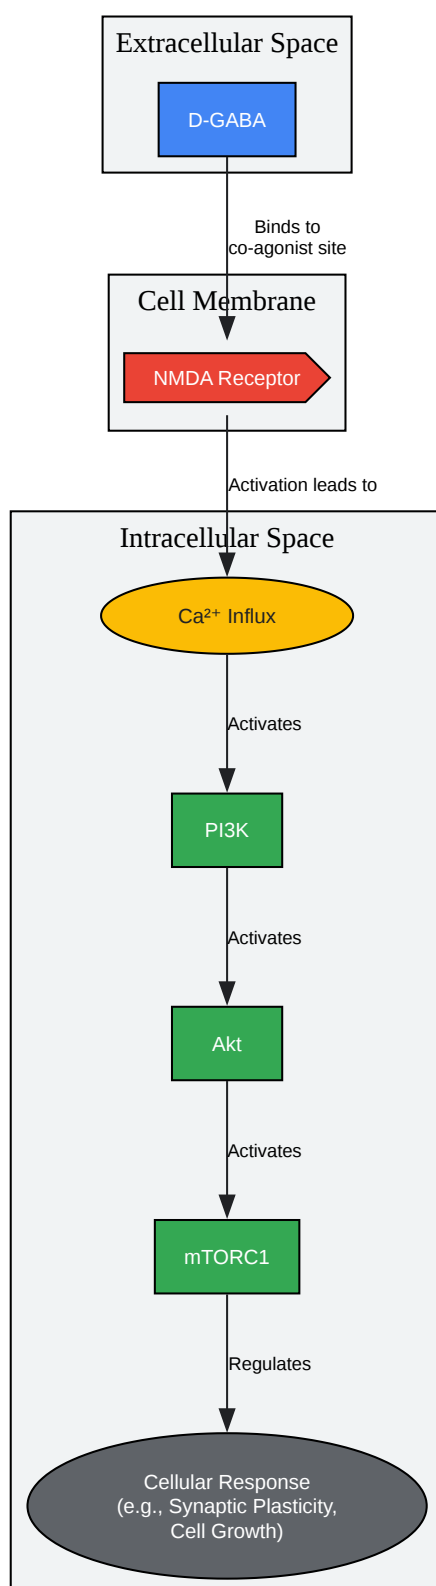 Extracellular Space
D-GABA
Binds to
co-agonist site
Cell Membrane
NMDA Receptor
Activation leads to
Intracellular Space
Ca²⁺ Influx
Activates
PI3K
Activates
Akt
Activates
mTORC1
Regulates
Cellular Response
(e.g., Synaptic Plasticity,
Cell Growth)